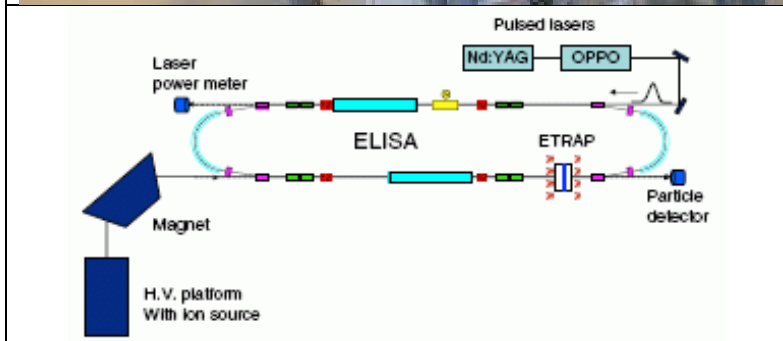 Pulsed lasers
Nd:YAG
OPPO
Laser
power meter
ELISA
ETRAP
Particle
detector
Magnet
H.V. platform
With ion source